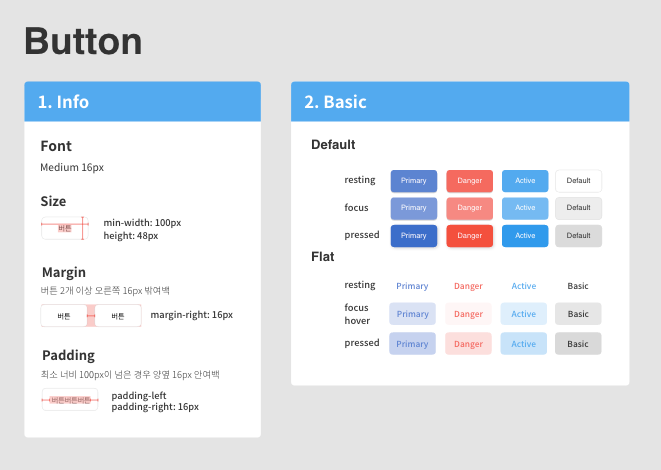 Button
1. Info
Font
Medium 16px
Size
버튼
min-width: 100px
height: 48px
Margin
버튼 2개 이상 오른쪽 16px 밖여백
버튼 버튼
margin-right: 16px
Padding
최소 너비 100px이 넘은 경우 양옆 16px 안여백
버튼버튼버튼
padding-left
padding-right: 16px
2. Basic
Default
resting Primary Danger Active Default
focus Primary Danger Active Default
pressed Primary Danger Active Default
Flat
resting Primary Danger Active Basic
focus
hover Primary Danger Active Basic
pressed Primary Danger Active Basic